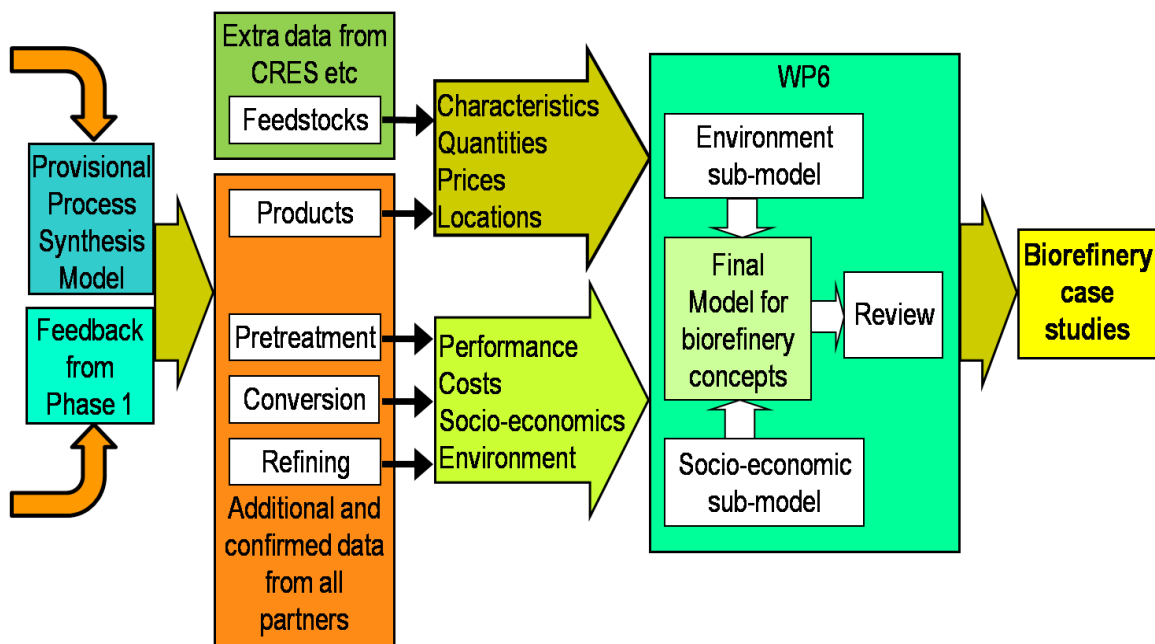 Provisional
Process
Synthesis
Model
Feedback
from
Phase 1
Extra data from
CRES etc
Feedstocks
Products
Pretreatment
Conversion
Refining
Additional and
confirmed data
from all
partners
Characteristics
Quantities
Prices
Locations
Performance
Costs
Socio-economics
Environment
WP6
Environment
sub-model
Final
Model for
biorefinery
concepts
Review
Socio-economic
sub-model
Biorefinery
case
studies